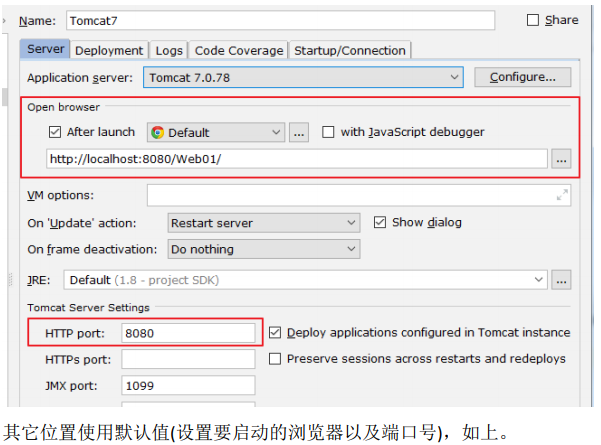 Name: Tomcat7 Share
Server Deployment Logs Code Coverage Startup/Connection
Application server: Tomcat 7.0.78 Configure...
Open browser
After launch Default ... with JavaScript debugger
http://localhost:8080/Web01/ ...
VM options:
On 'Update' action: Restart server Show dialog
On frame deactivation: Do nothing
JRE: Default (1.8 - project SDK) ...
Tomcat Server Settings
HTTP port: 8080 Deploy applications configured in Tomcat instance
HTTPs port: Preserve sessions across restarts and redeploys
JMX port: 1099
其它位置使用默认值(设置要启动的浏览器以及端口号)，如上。